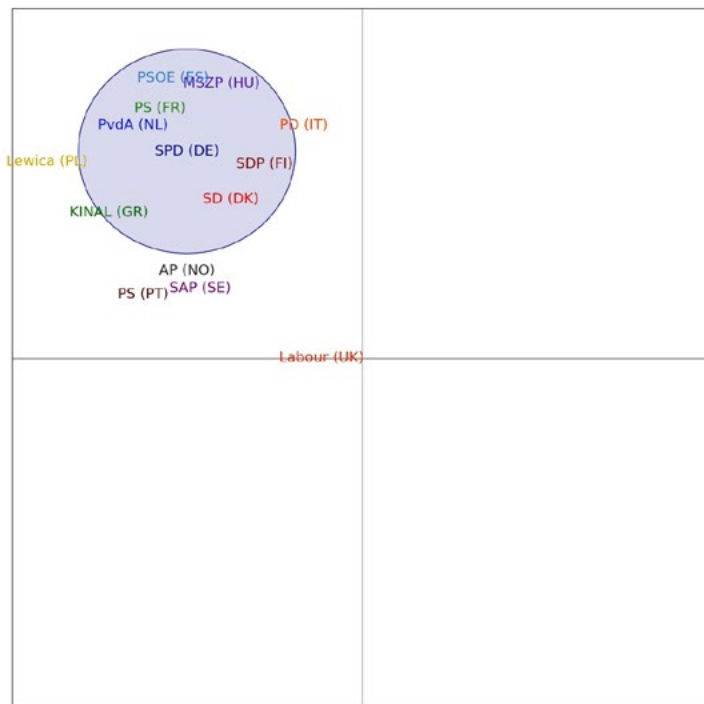 PSOE (ES)
MSZP (HU)
PS (FR)
PvdA (NL)
PD (IT)
SPD (DE)
Lewica (PL)
SDP (FI)
SD (DK)
KINAL (GR)
AP (NO)
SAP (SE)
PS (PT)
Labour (UK)